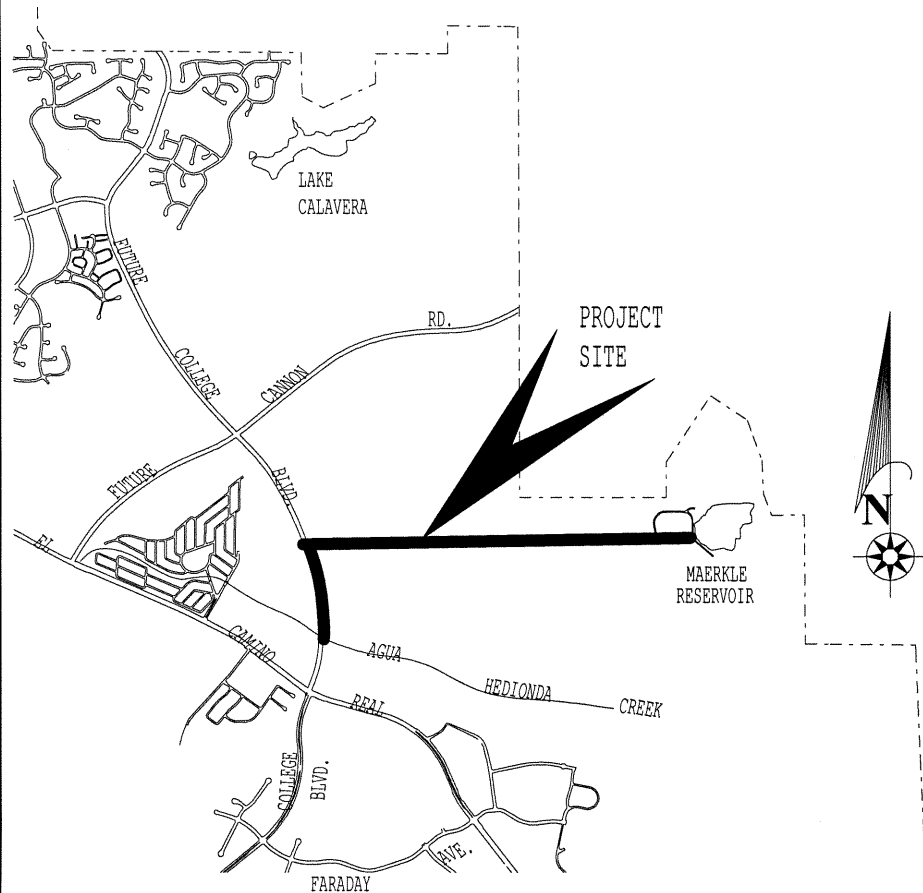 LAKE
CALAVERA
FUTURE
COLLEGE
BLVD.
FUTURE
CANNON
RD.
PROJECT
SITE
N
MAERKLE
RESERVOIR
EL
CAMINO
REAL
AGUA
HEDIONDA
CREEK
COLLEGE
BLVD.
FARADAY
AVE.